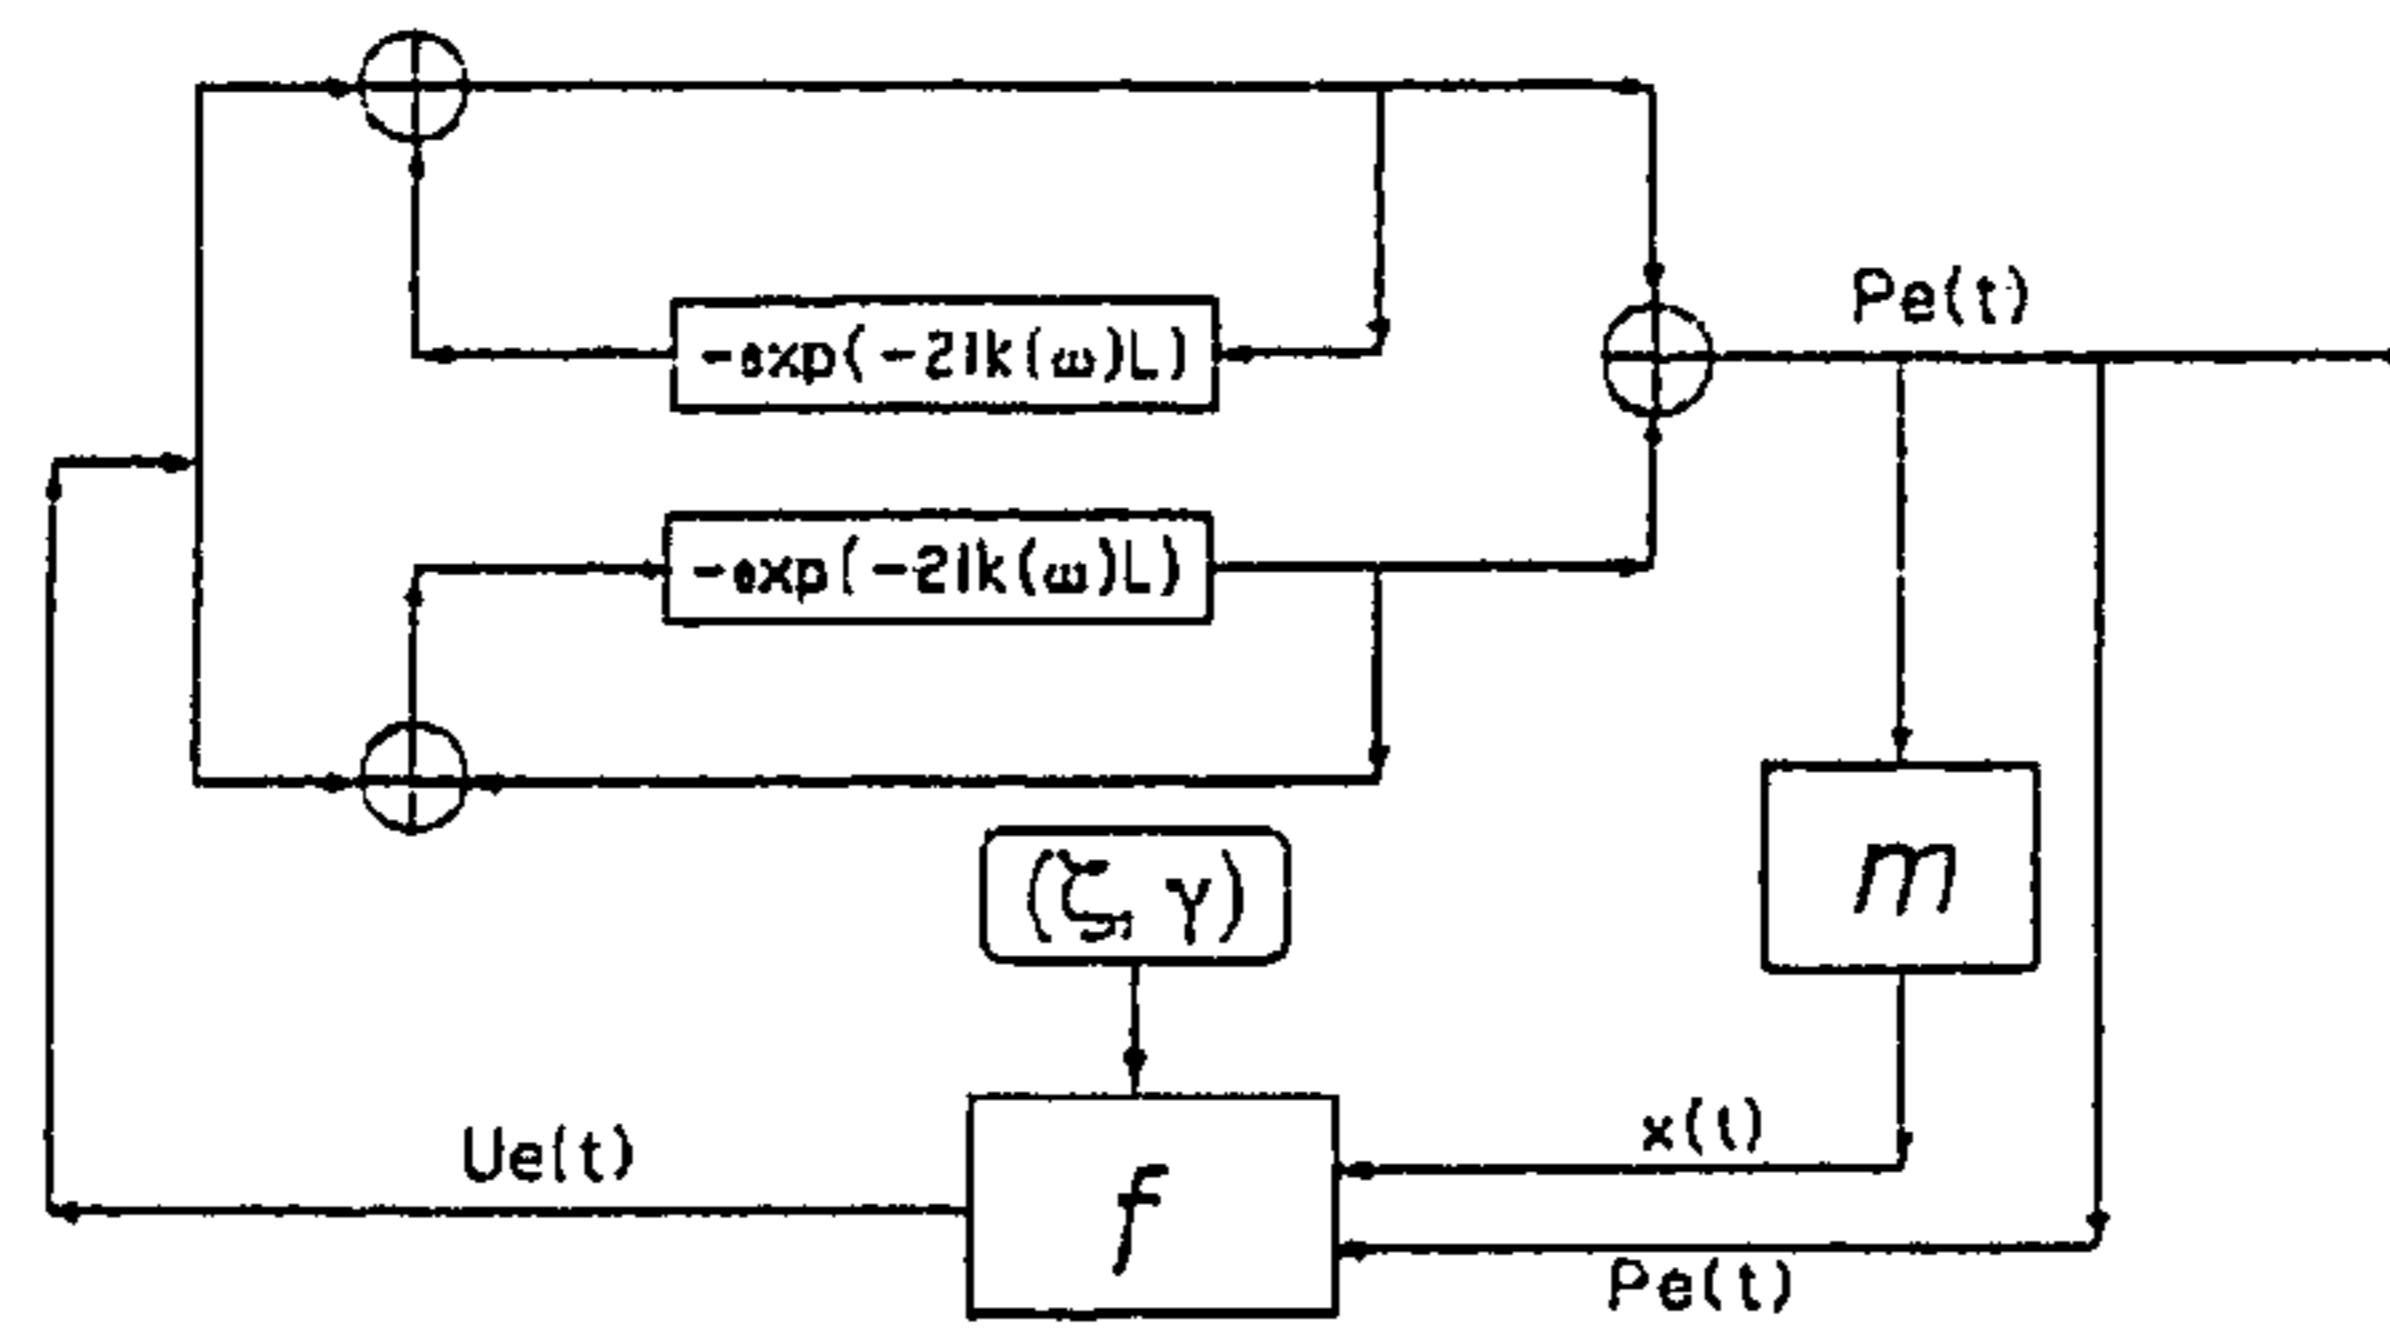 Pe(t)
-exp(-2ik(ω)L)
-exp(-2ik(ω)L)
m
(ζ, γ)
x(t)
Ue(t)
f
Pe(t)